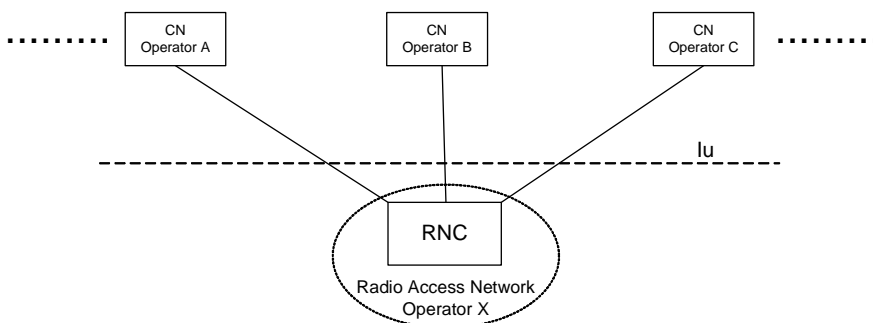 CN
Operator A
CN
Operator B
CN
Operator C
Iu
RNC
Radio Access Network
Operator X